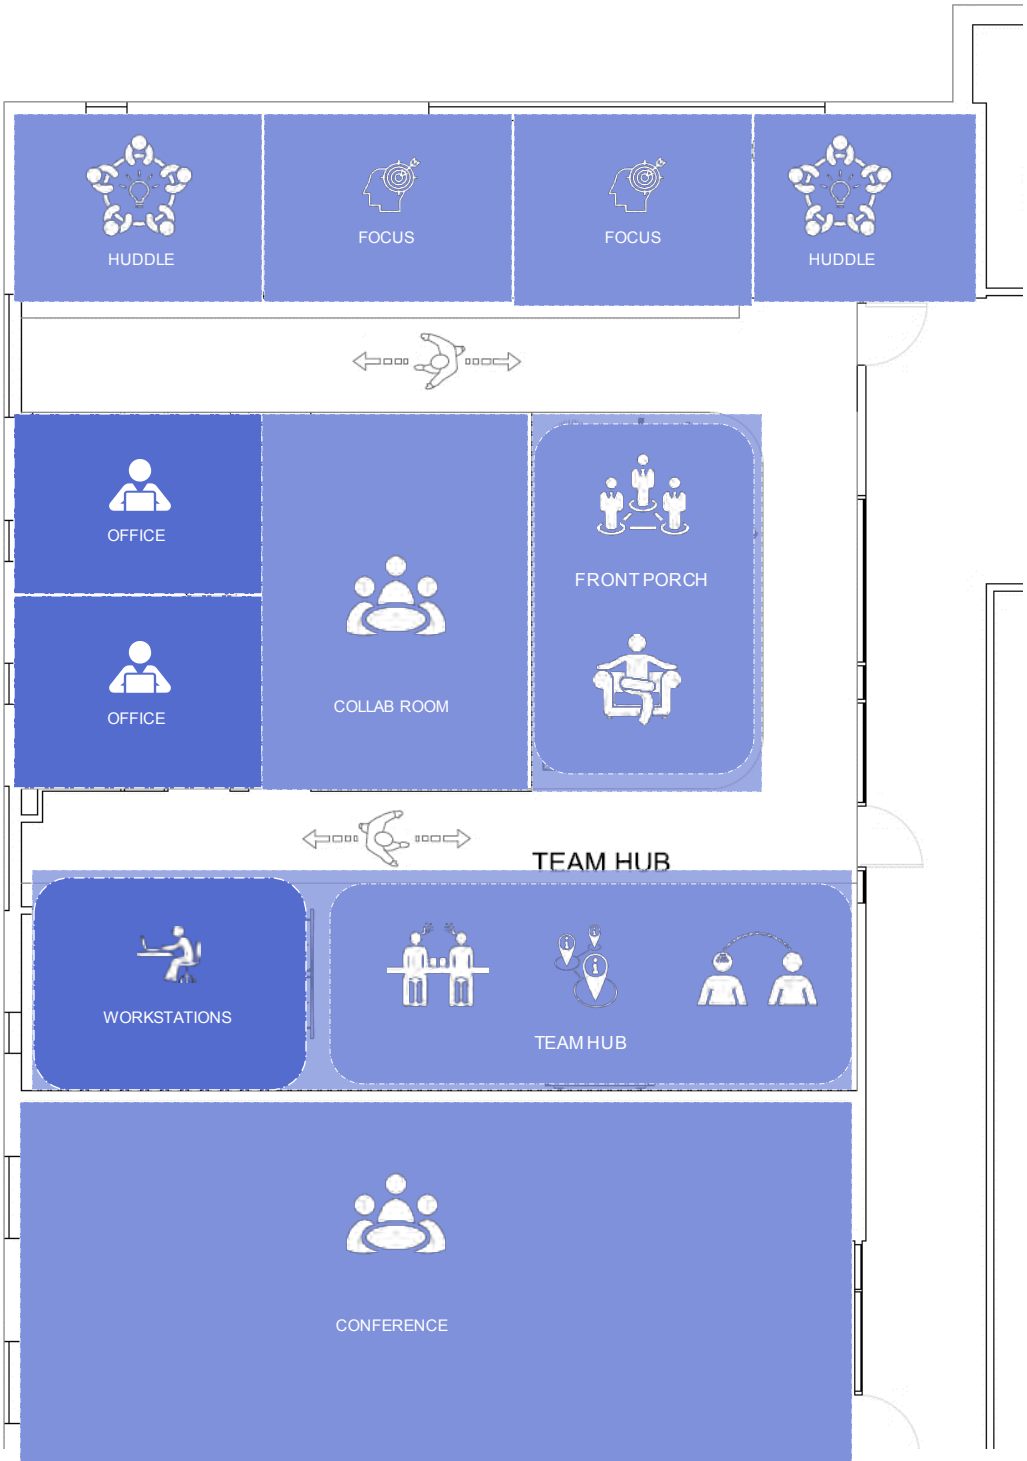 HUDDLE
FOCUS
FOCUS
HUDDLE
OFFICE
FRONT PORCH
OFFICE
COLLAB ROOM
TEAM HUB
WORKSTATIONS
TEAM HUB
CONFERENCE